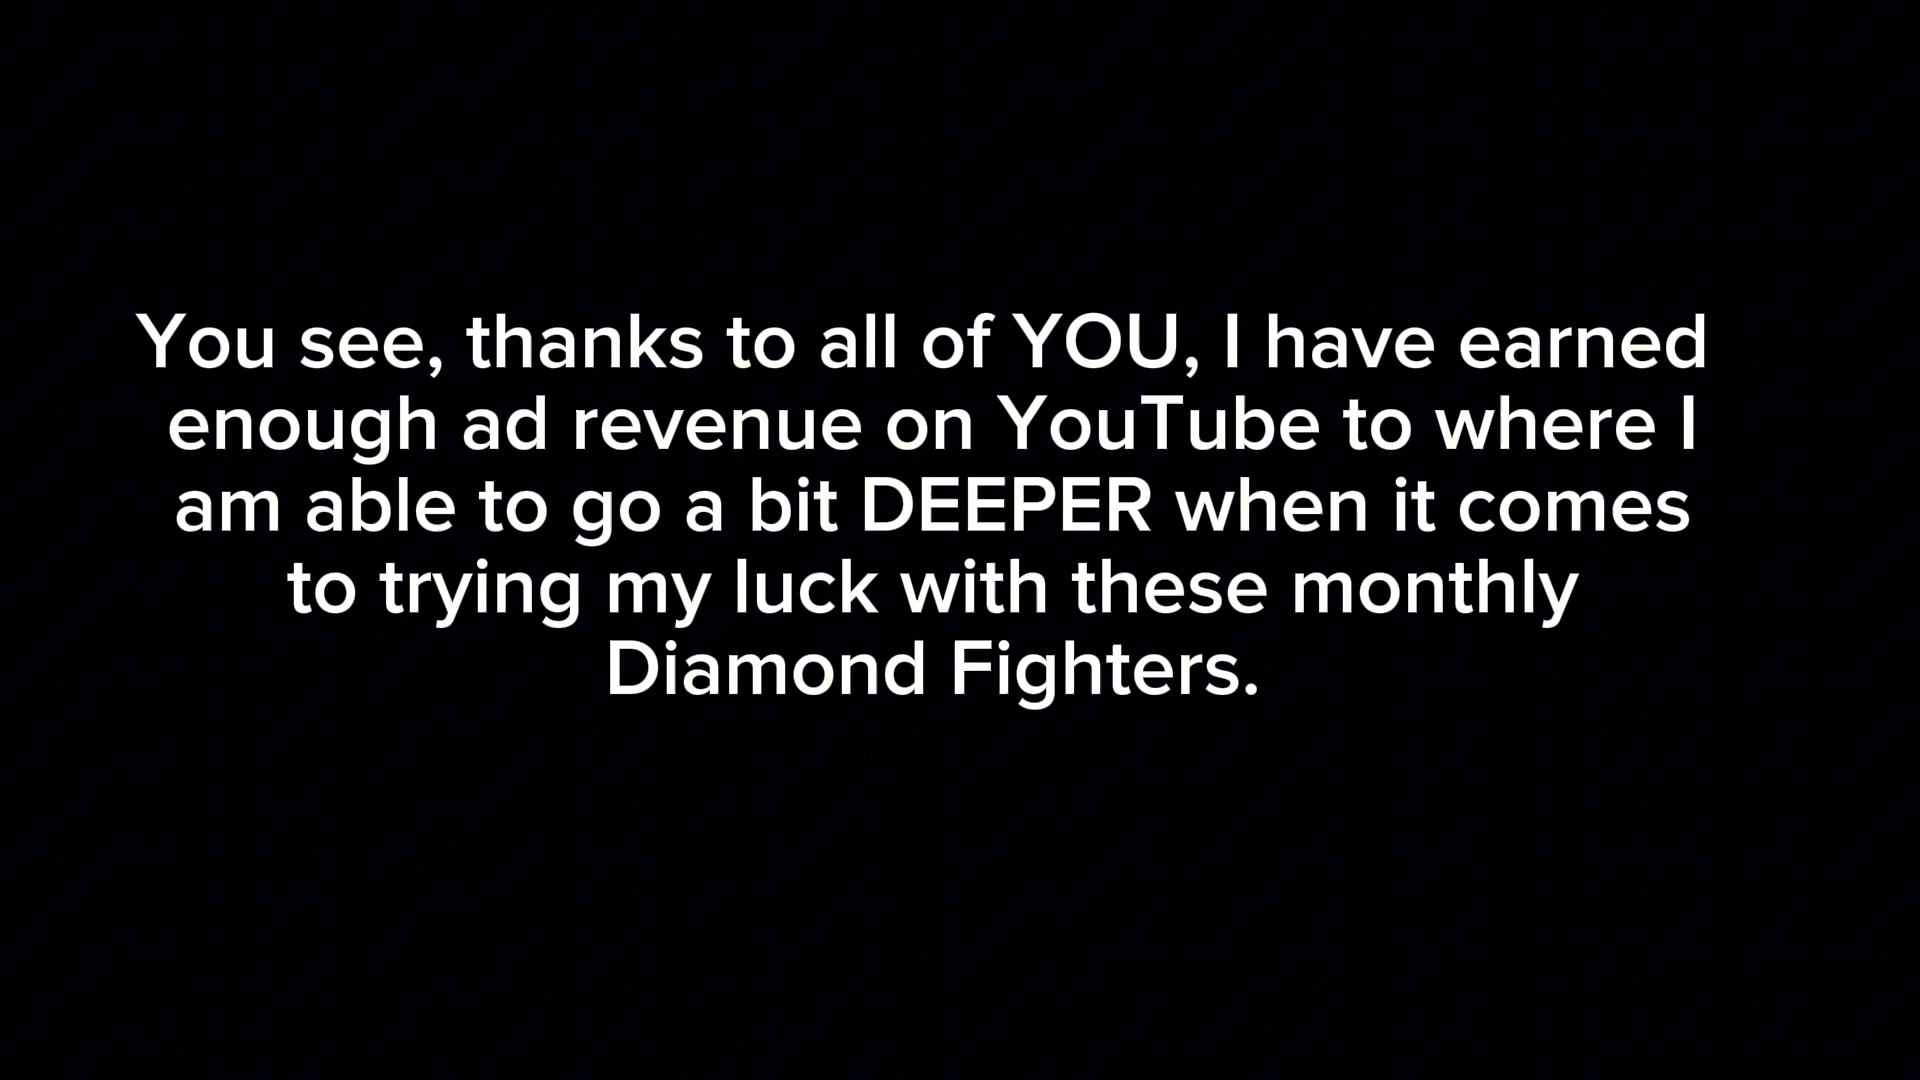 You see, thanks to all of YOU, I have earned
enough ad revenue on YouTube to where I
am able to go a bit DEEPER when it comes
to trying my luck with these monthly
Diamond Fighters.